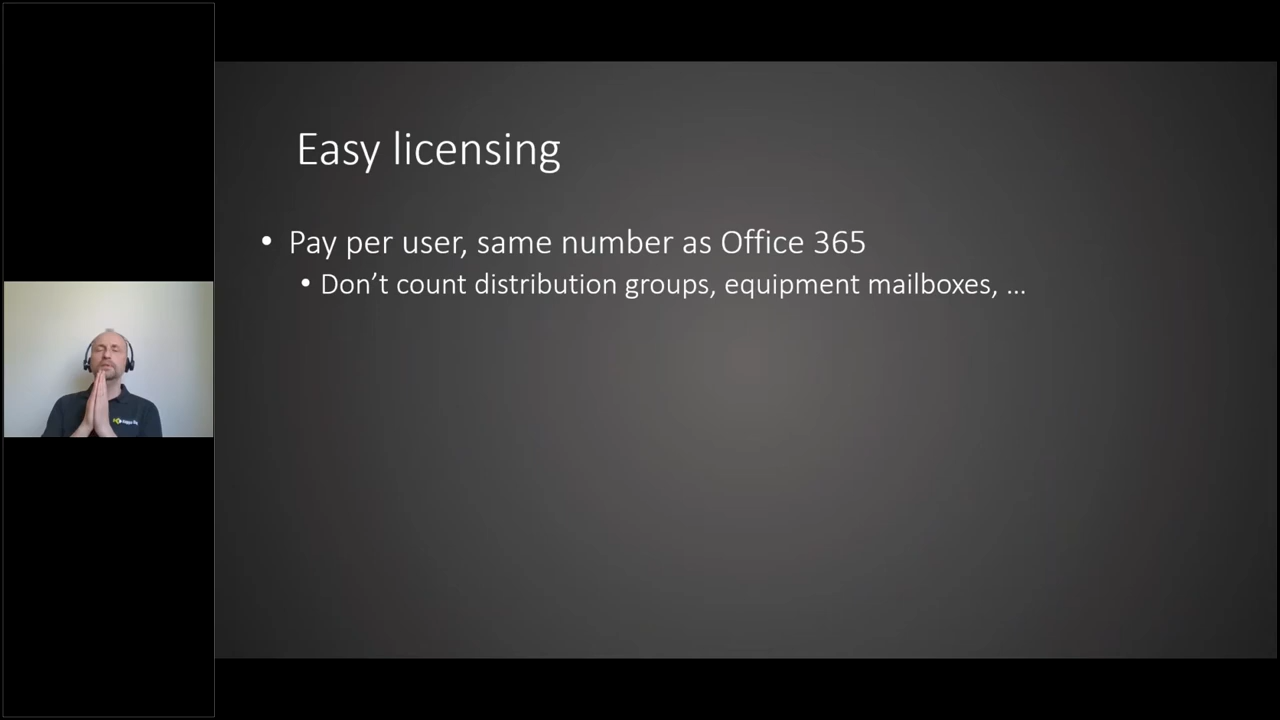 Easy licensing
• Pay per user, same number as Office 365
• Don’t count distribution groups, equipment mailboxes, ...